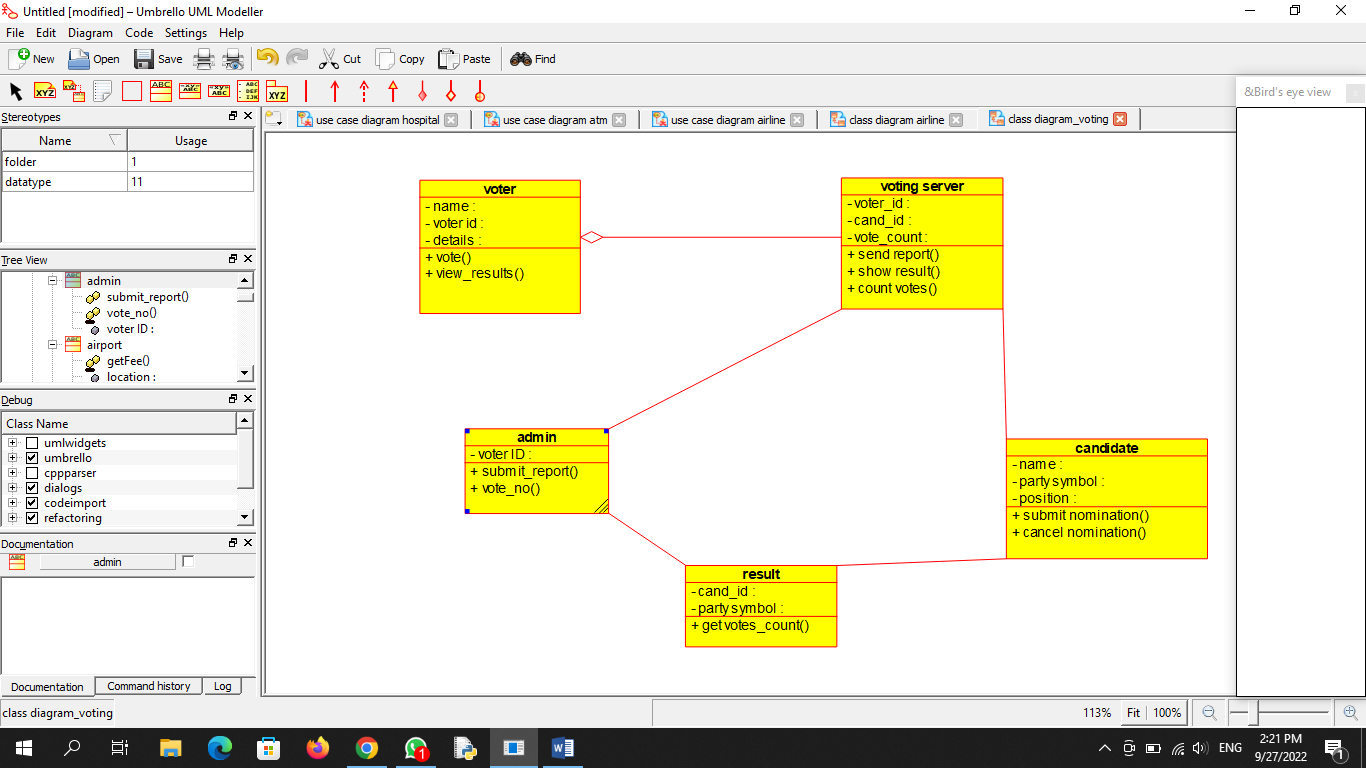 Untitled [modified] – Umbrello UML Modeller
File Edit Diagram Code Settings Help
New Open Save Cut Copy Paste Find
&Bird's eye view
Stereotypes
Name Usage
folder 1
datatype 11
use case diagram hospital use case diagram atm use case diagram airline class diagram airline class diagram_voting
Tree View
admin
submit_report()
vote_no()
voter ID :
airport
getFee()
location :
Debug
Class Name
umlwidgets
umbrello
cppparser
dialogs
codeimport
refactoring
Documentation
admin
Documentation Command history Log
voter
- name :
- voter id :
- details :
+ vote()
+ view_results()
voting server
- voter_id :
- cand_id :
- vote_count :
+ send report()
+ show result()
+ count votes()
admin
- voter ID :
+ submit_report()
+ vote_no()
candidate
- name :
- party symbol :
- position :
+ submit nomination()
+ cancel nomination()
result
- cand_id :
- party symbol :
+ get votes_count()
class diagram_voting
113% Fit 100%
1
ENG
2:21 PM
9/27/2022
1